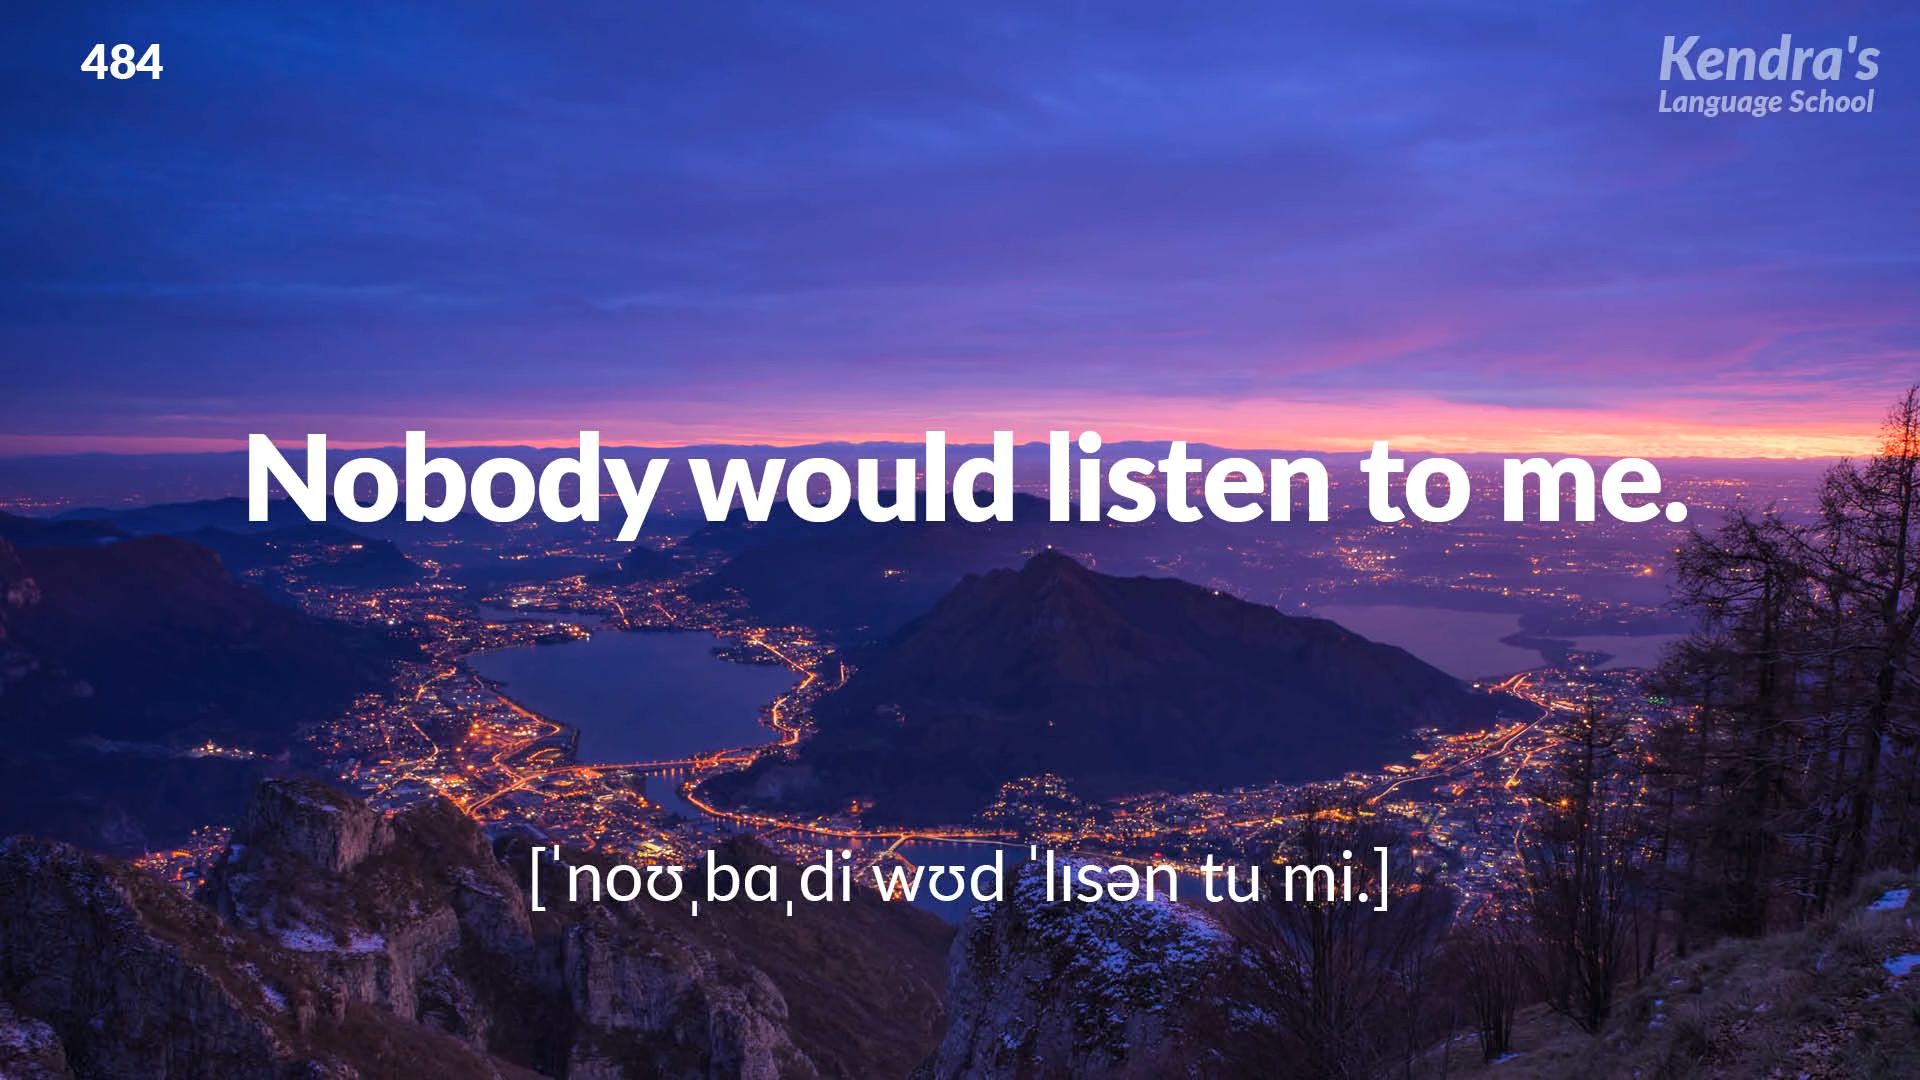 484
Kendra's
Language School
Nobody would listen to me.
[ˈnoʊˌbɑˌdi wʊd ˈlɪsən tu mi.]